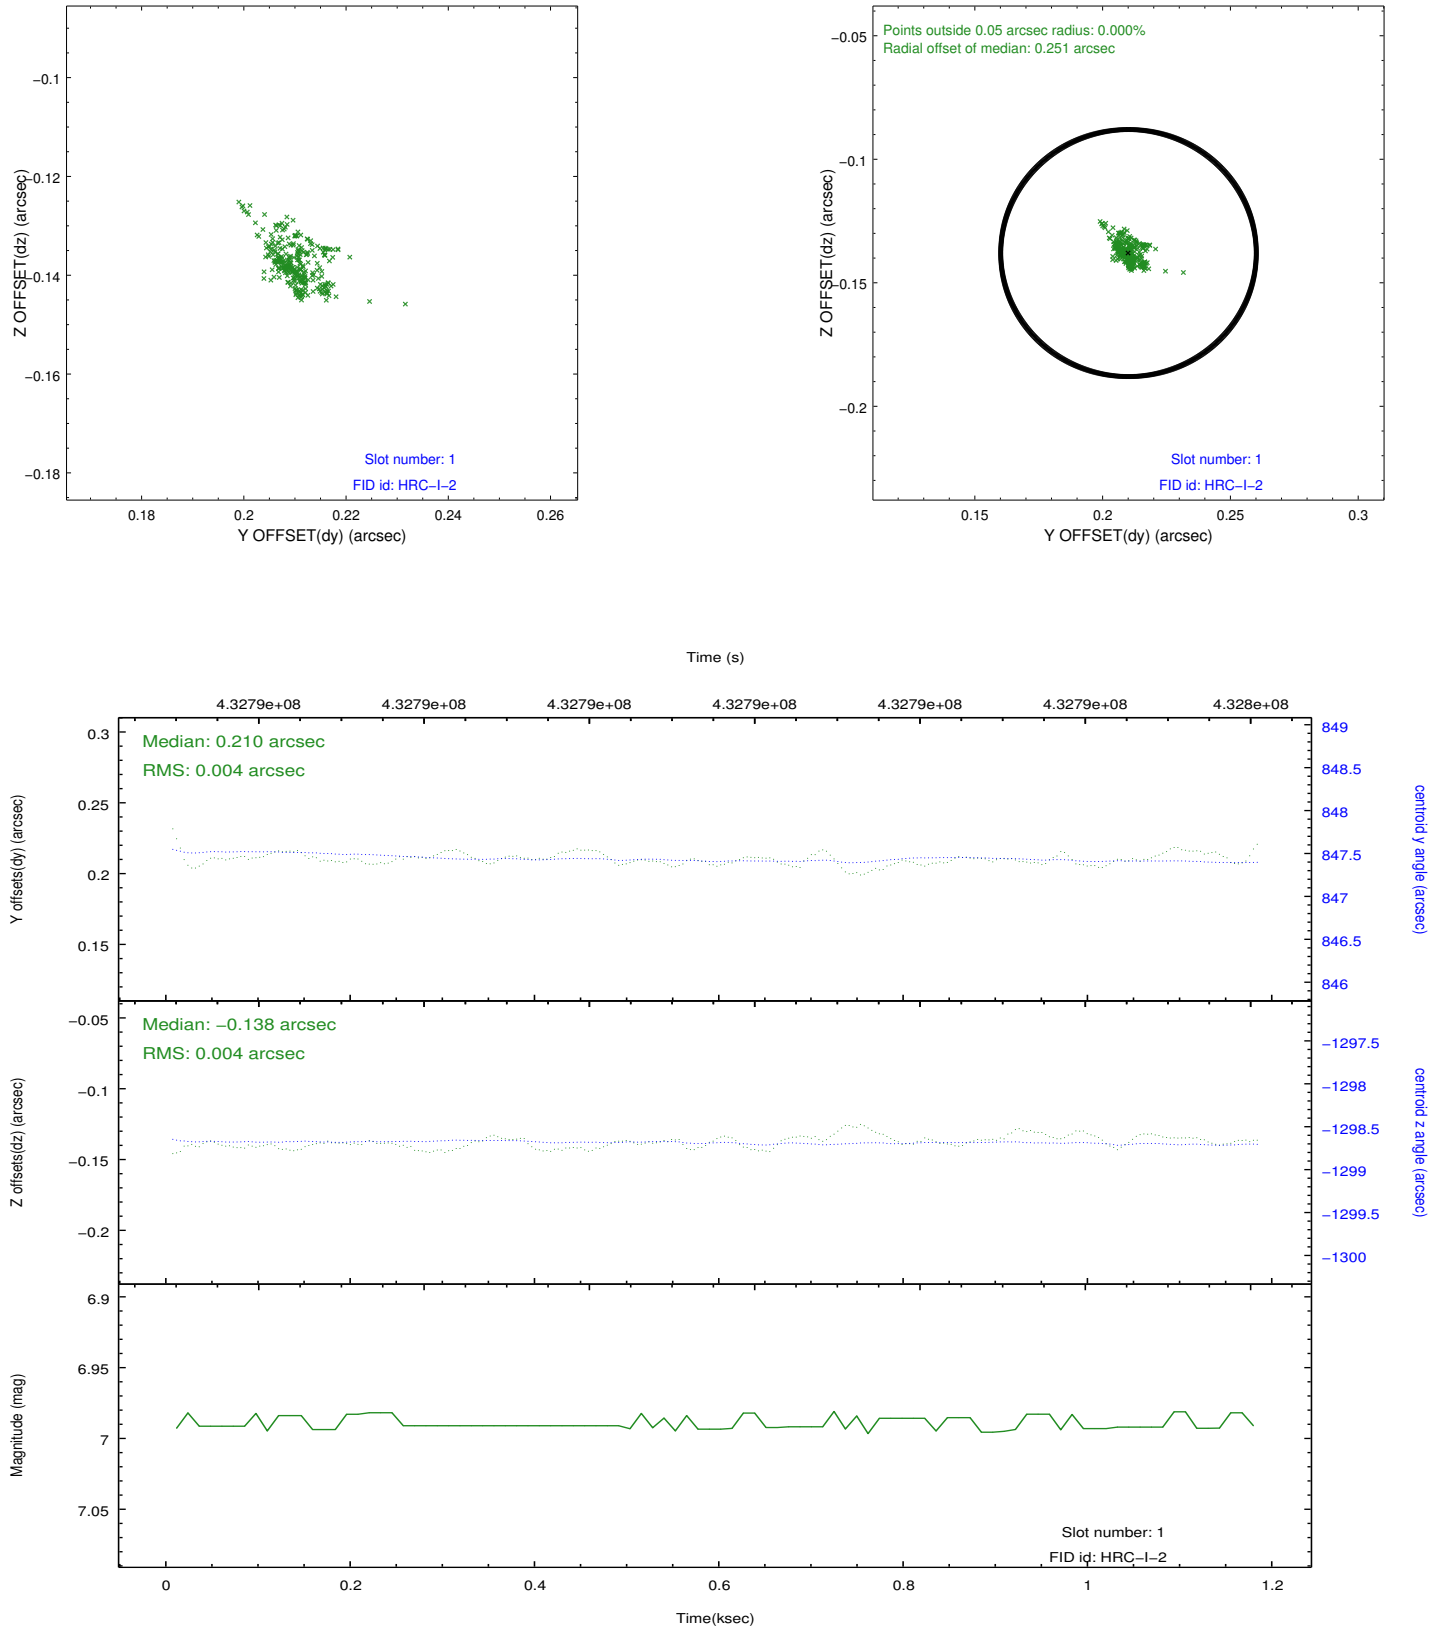 −0.1
−0.12
−0.14
−0.16
−0.18
Z OFFSET(dz) (arcsec)
Slot number: 1
FID id: HRC−I−2
0.18
0.2
0.22
0.24
0.26
Y OFFSET(dy) (arcsec)
Points outside 0.05 arcsec radius: 0.000%
Radial offset of median: 0.251 arcsec
−0.05
−0.1
−0.15
−0.2
Z OFFSET(dz) (arcsec)
Slot number: 1
FID id: HRC−I−2
0.15
0.2
0.25
0.3
Y OFFSET(dy) (arcsec)
Time (s)
4.3279e+08
4.3279e+08
4.3279e+08
4.3279e+08
4.3279e+08
4.3279e+08
4.328e+08
Median: 0.210 arcsec
RMS: 0.004 arcsec
0.3
0.25
0.2
0.15
Y offsets(dy) (arcsec)
849
848.5
848
847.5
847
846.5
846
centroid y angle (arcsec)
Median: −0.138 arcsec
RMS: 0.004 arcsec
−0.05
−0.1
−0.15
−0.2
Z offsets(dz) (arcsec)
−1297.5
−1298
−1298.5
−1299
−1299.5
−1300
centroid z angle (arcsec)
6.9
6.95
7
7.05
Magnitude (mag)
Slot number: 1
FID id: HRC−I−2
0
0.2
0.4
0.6
0.8
1
1.2
Time(ksec)